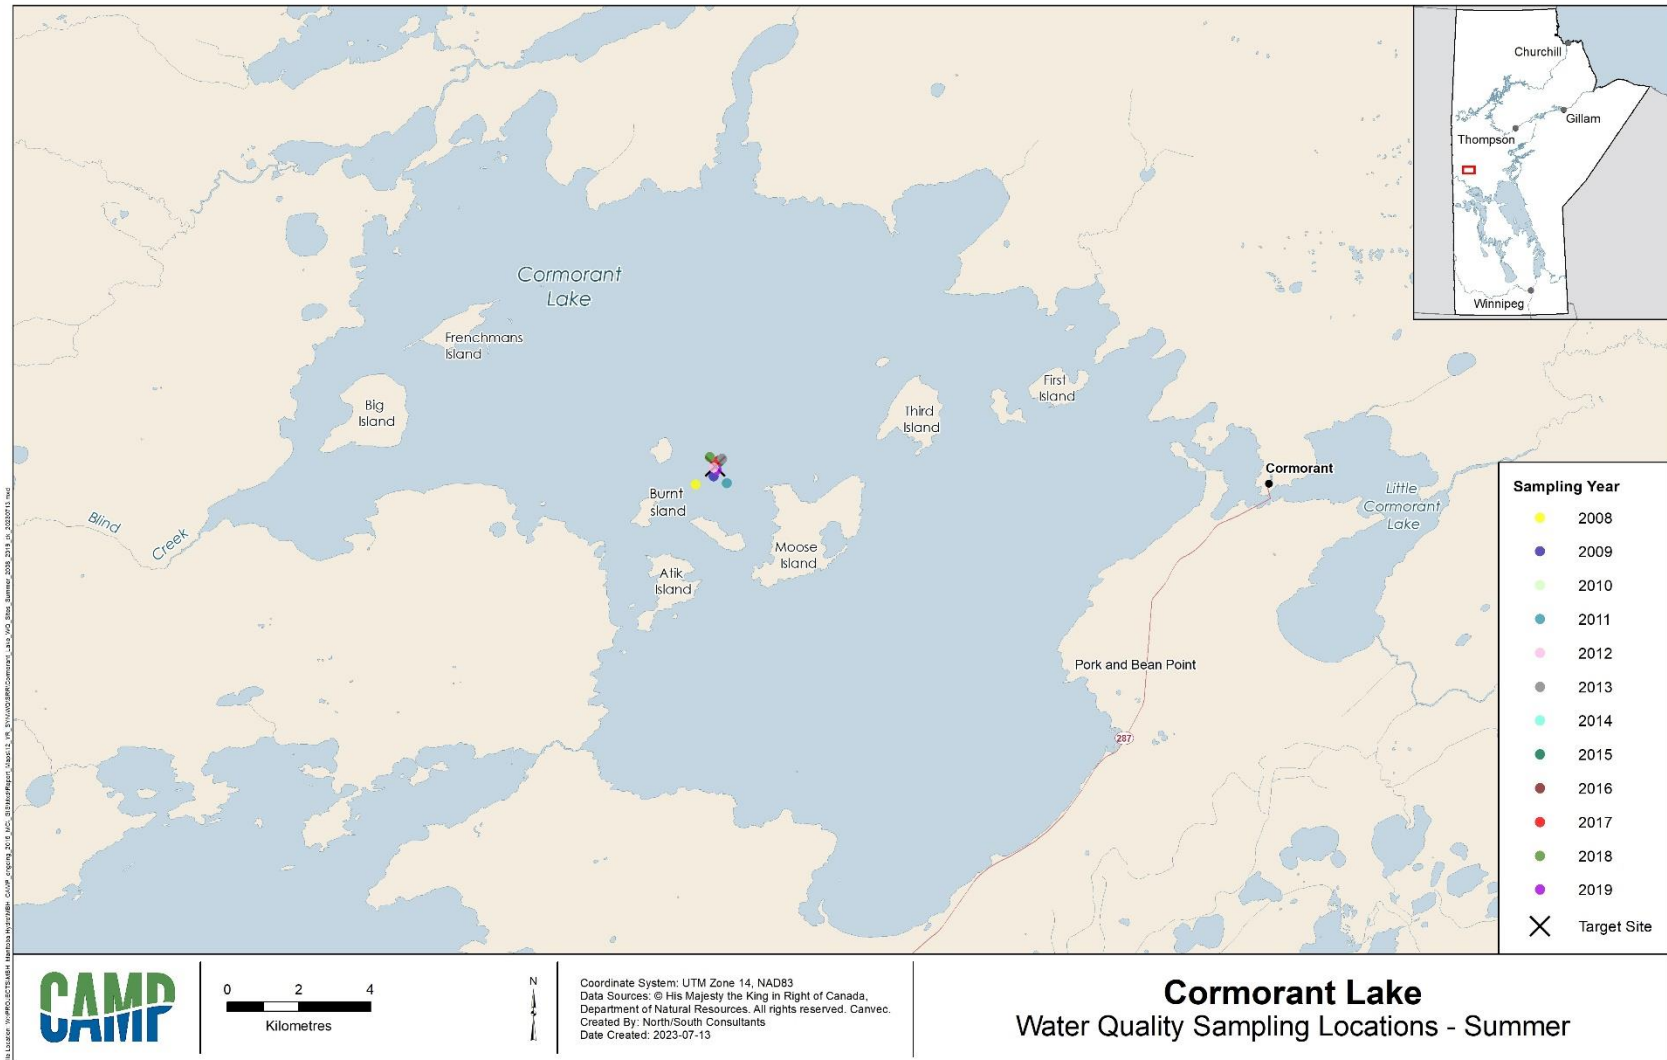 Churchill
Gillam
Thompson
Winnipeg
Cormorant
Lake
Frenchmans
Island
Big
Island
First
Island
Third
Island
Burnt
sland
Moose
Island
Atik
Island
Blind
Creek
Cormorant
Little
Cormorant
Lake
Pork and Bean Point
287
Sampling Year
2008
2009
2010
2011
2012
2013
2014
2015
2016
2017
2018
2019
Target Site
CAMP
0 2 4
Kilometres
N
Coordinate System: UTM Zone 14, NAD83
Data Sources: © His Majesty the King in Right of Canada,
Department of Natural Resources. All rights reserved. Canvec.
Created By: North/South Consultants
Date Created: 2023-07-13
Cormorant Lake
Water Quality Sampling Locations - Summer